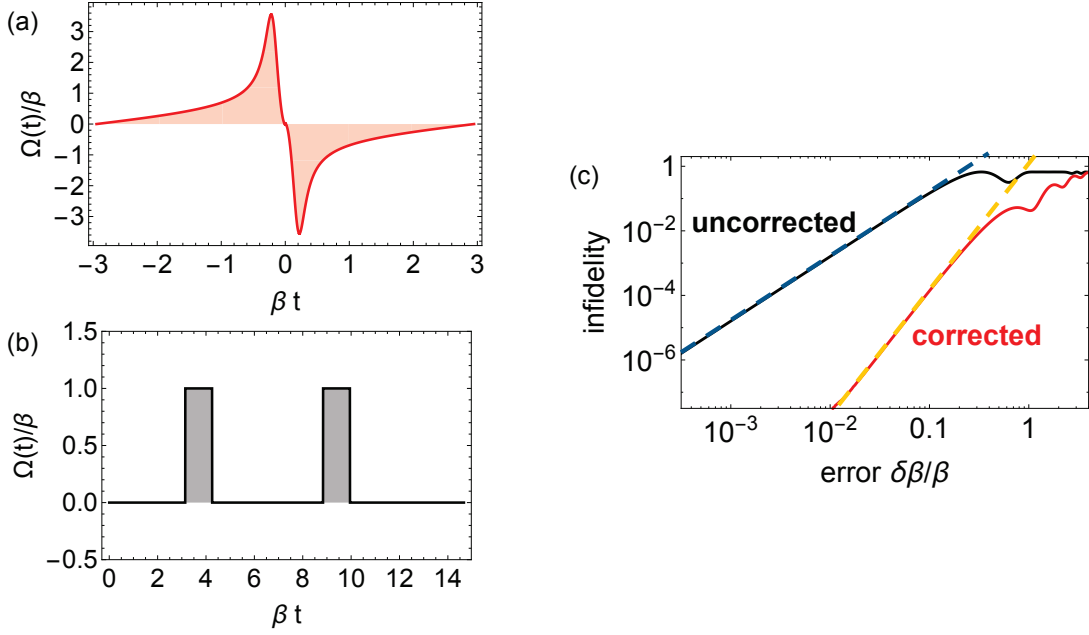 (a)
Ω(t)/β
3
2
1
0
−1
−2
−3
−3 −2 −1 0 1 2 3
β t
(b)
Ω(t)/β
1.5
1.0
0.5
0.0
−0.5
0 2 4 6 8 10 12 14
β t
(c)
infidelity
1
10−2
10−4
10−6
uncorrected
corrected
10−3 10−2 0.1 1
error δβ/β